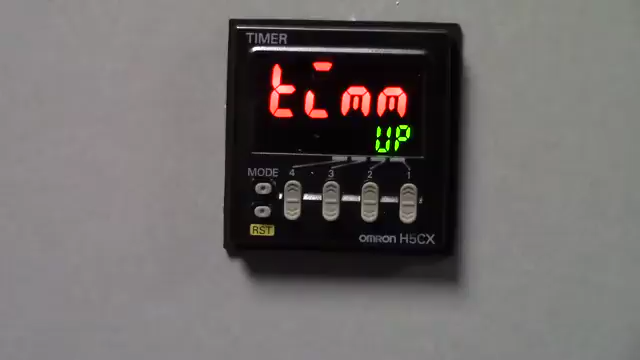 TIMER
timm
UP
MODE 4 3 2 1
RST
omron H5CX